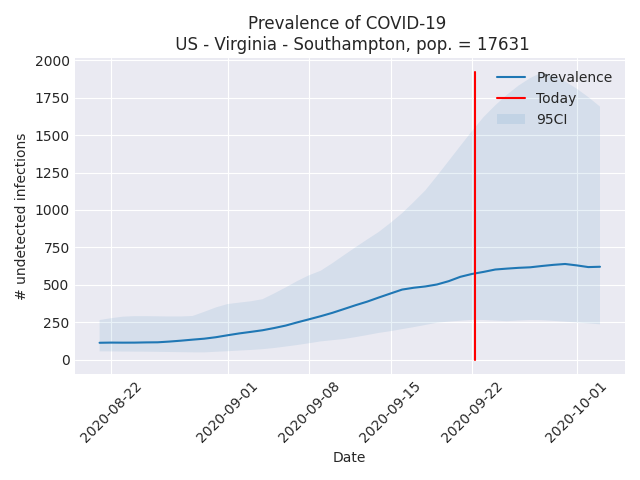 Prevalence of COVID-19
US - Virginia - Southampton, pop. = 17631
# undetected infections
2000
1750
1500
1250
1000
750
500
250
0
Prevalence
Today
95CI
2020-08-22
2020-09-01
2020-09-08
2020-09-15
2020-09-22
2020-10-01
Date